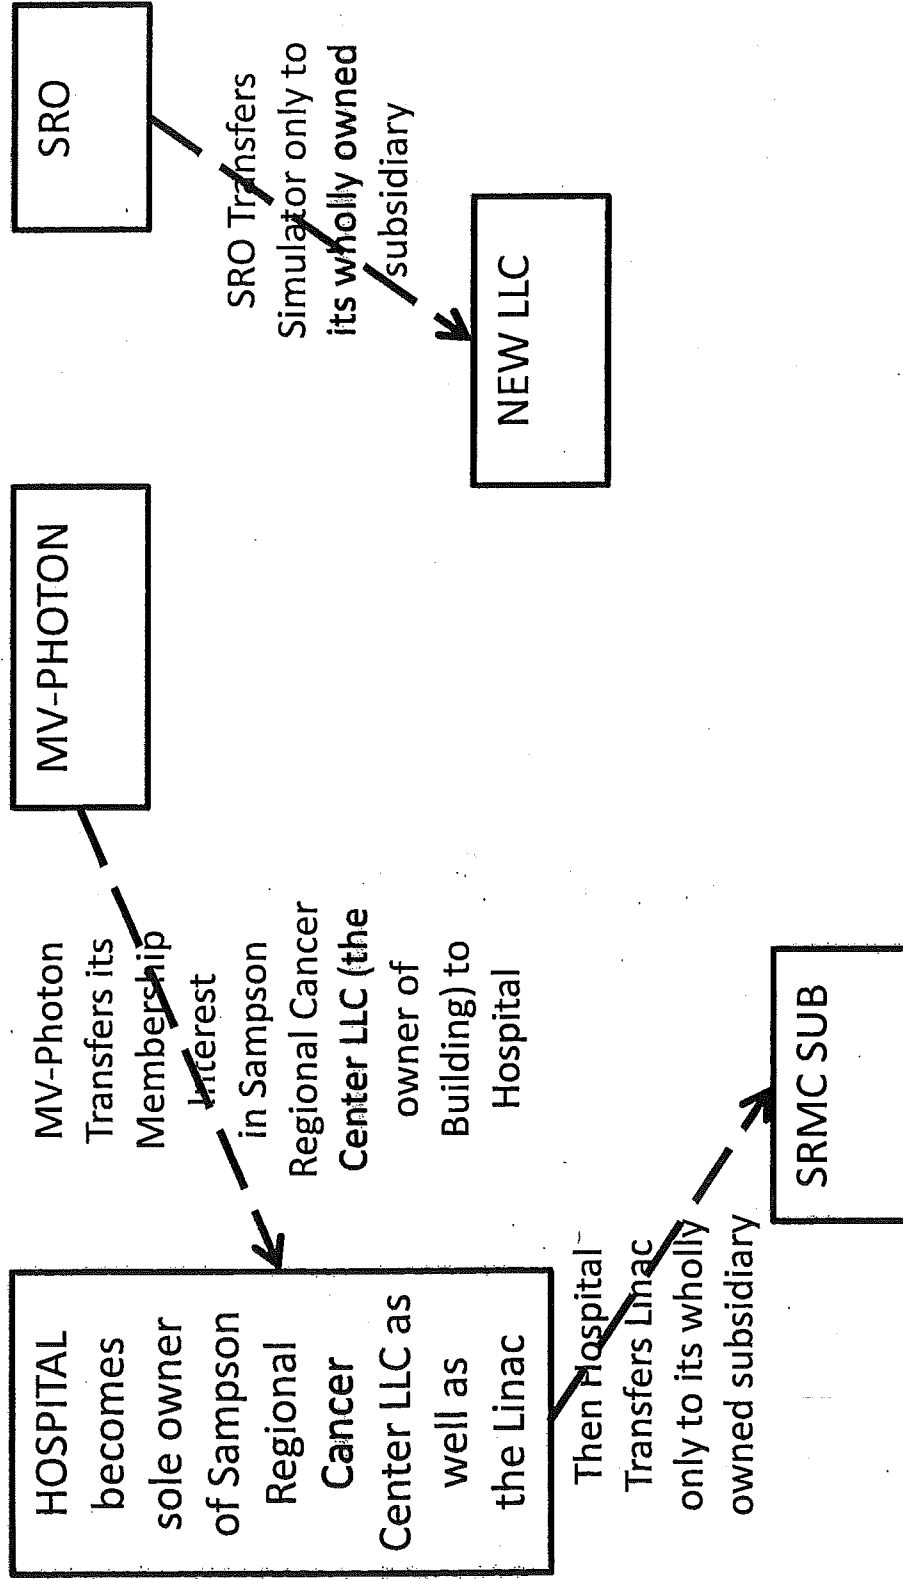 HOSPITAL
becomes
sole owner
of Sampson
Regional
Cancer
Center LLC as
well as
the Linac
MV-Photon
Transfers its
Membership
Interest
in Sampson
Regional Cancer
Center LLC (the
owner of
Building) to
Hospital
MV-PHOTON
SRO
SRO Transfers
Simulator only to
its wholly owned
subsidiary
NEW LLC
Then Hospital
Transfers Linac
only to its wholly
owned subsidiary
SRMC SUB